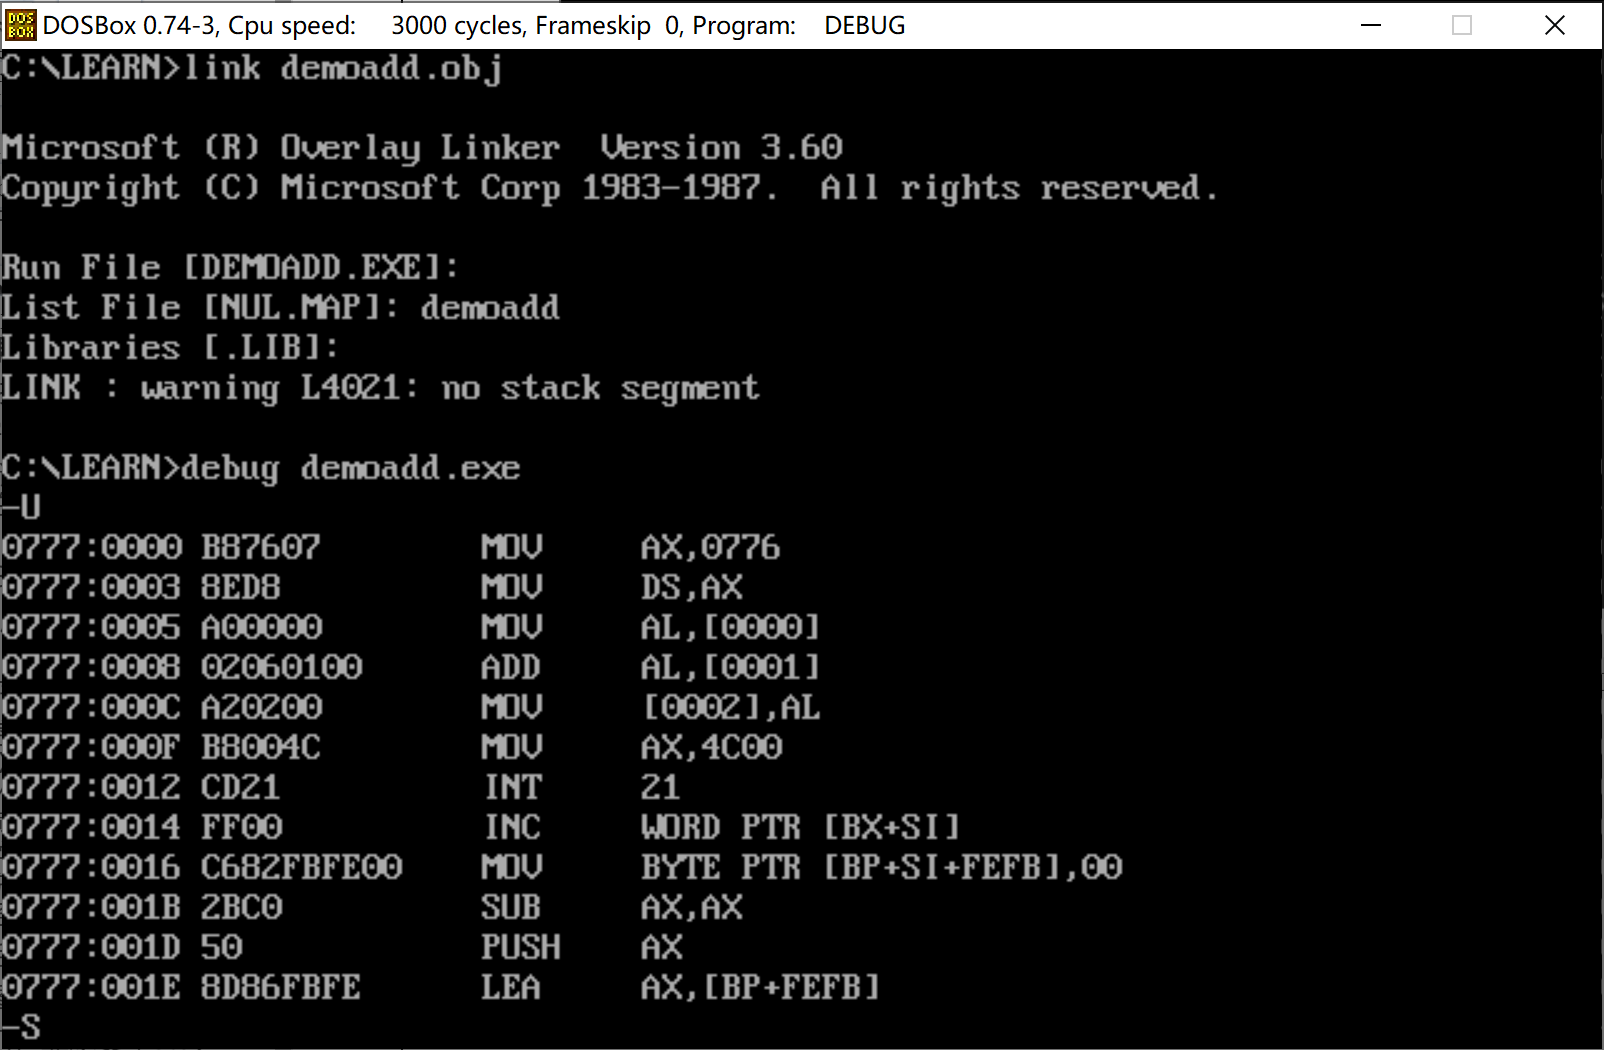 DOS BOX DOSBox 0.74-3, Cpu speed: 3000 cycles, Frameskip 0, Program: DEBUG
C:\LEARN>link demoadd.obj
Microsoft (R) Overlay Linker Version 3.60
Copyright (C) Microsoft Corp 1983-1987. All rights reserved.
Run File [DEMOADD.EXE]:
List File [NUL.MAP]: demoadd
Libraries [.LIB]:
LINK : warning L4021: no stack segment
C:\LEARN>debug demoadd.exe
-U
0777:0000 B87607 MOV AX,0776
0777:0003 8ED8 MOV DS,AX
0777:0005 A00000 MOV AL,[0000]
0777:0008 02060100 ADD AL,[0001]
0777:000C A20200 MOV [0002],AL
0777:000F B8004C MOV AX,4C00
0777:0012 CD21 INT 21
0777:0014 FF00 INC WORD PTR [BX+SI]
0777:0016 C682FBFE00 MOV BYTE PTR [BP+SI+FEFB],00
0777:001B 2BC0 SUB AX,AX
0777:001D 50 PUSH AX
0777:001E 8D86FBFE LEA AX,[BP+FEFB]
-S